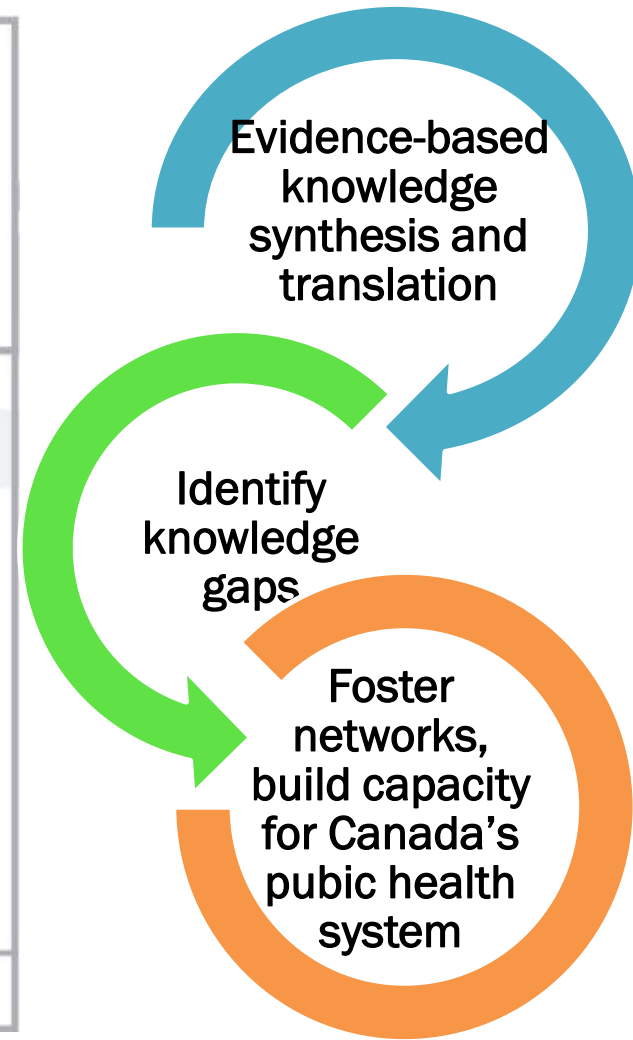 Evidence-based
knowledge
synthesis and
translation
Identify
knowledge
gaps
Foster
networks,
build capacity
for Canada’s
pubic health
system